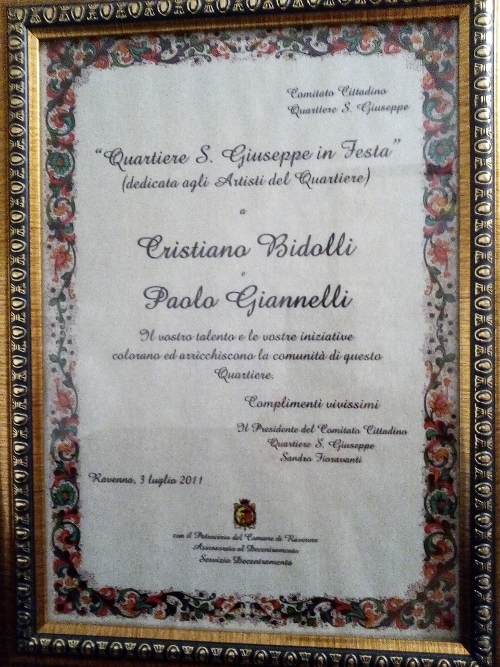 Comitato Cittadino
Quartiere S. Giuseppe
"Quartiere S. Giuseppe in Festa"
(dedicata agli Artisti del Quartiere)
a
Cristiano Bidolli
e
Paolo Giannelli
Il vostro talento e le vostre iniziative
colorano ed arricchiscono la comunità di questo
Quartiere.
Complimenti vivissimi
Il Presidente del Comitato Cittadino
Quartiere S. Giuseppe
Sandro Fioravanti
Ravenna, 3 luglio 2011
con il Patrocinio del Comune di Ravenna
Assessorato al Decentramento
Servizio Decentramento